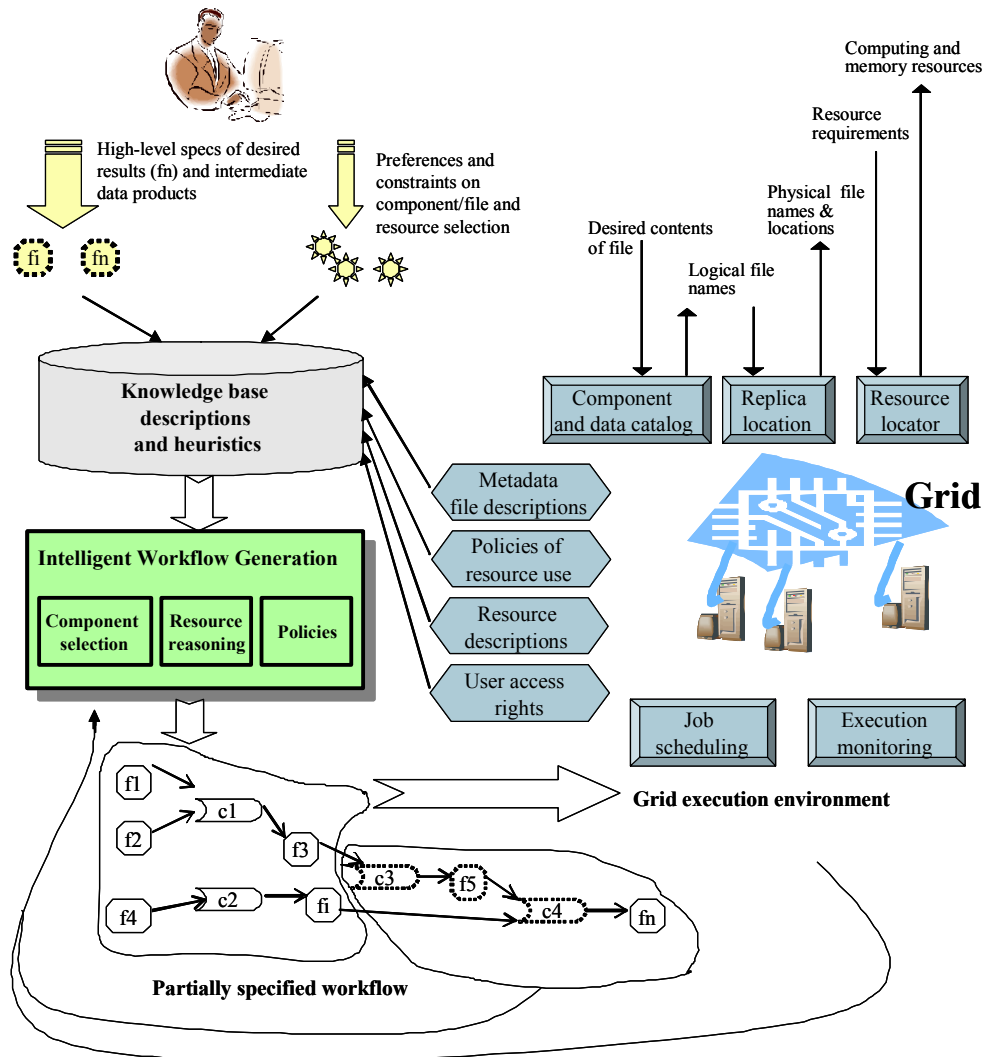 Computing and
memory resources
Resource
requirements
High-level specs of desired
results (fn) and intermediate
data products
Preferences and
constraints on
component/file and
resource selection
Physical file
names &
locations
Desired contents
of file
Logical file
names
fi
fn
Knowledge base
descriptions
and heuristics
Component
and data catalog
Replica
location
Resource
locator
Metadata
file descriptions
Grid
Policies of
resource use
Intelligent Workflow Generation
Component
selection
Resource
reasoning
Policies
Resource
descriptions
User access
rights
Job
scheduling
Execution
monitoring
Grid execution environment
f1
c1
f2
f3
c3
f5
c2
fi
f4
c4
fn
Partially specified workflow